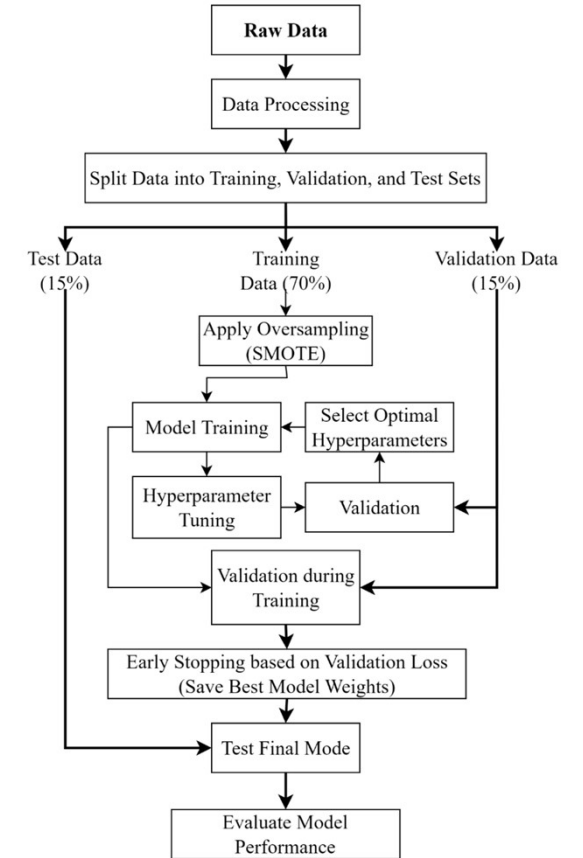 Raw Data
Data Processing
Split Data into Training, Validation, and Test Sets
Test Data
(15%)
Training
Data (70%)
Validation Data
(15%)
Apply Oversampling
(SMOTE)
Model Training
Select Optimal
Hyperparameters
Hyperparameter
Tuning
Validation
Validation during
Training
Early Stopping based on Validation Loss
(Save Best Model Weights)
Test Final Mode
Evaluate Model
Performance